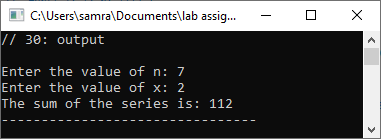 C:\Users\samra\Documents\lab assig...
// 30: output
Enter the value of n: 7
Enter the value of x: 2
The sum of the series is: 112
--------------------------------